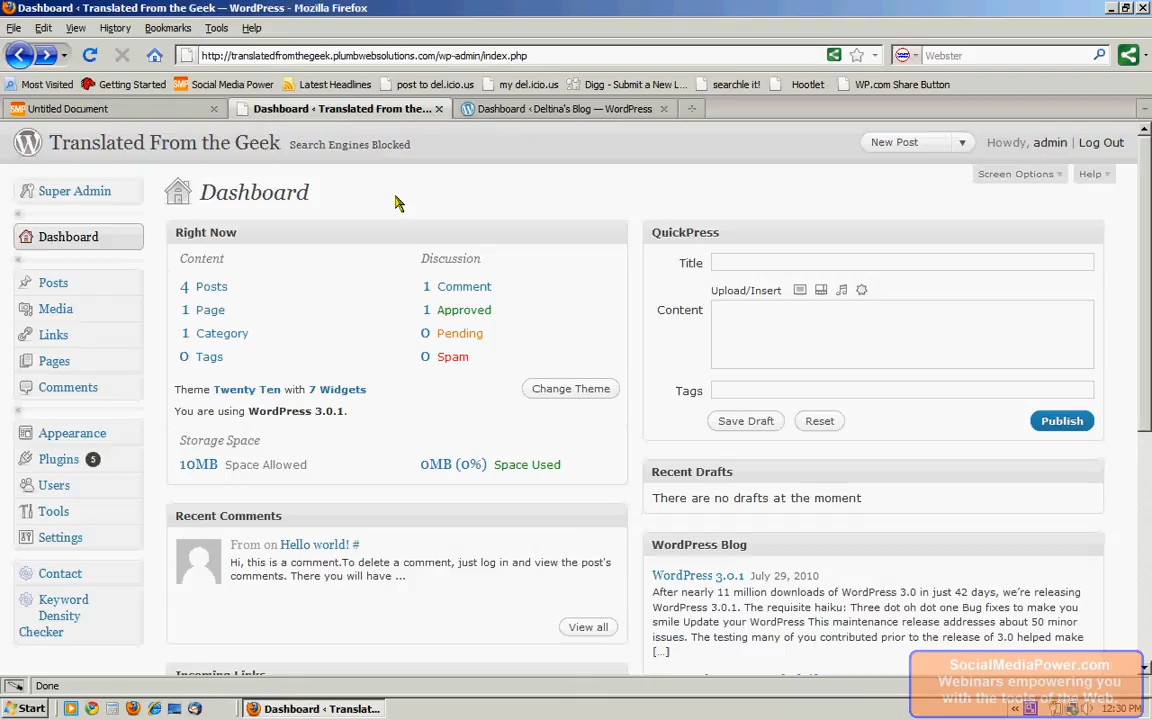 Dashboard ‹ Translated From the Geek — WordPress - Mozilla Firefox
File Edit View History Bookmarks Tools Help
http://translatedfromthegeek.plumbwebsolutions.com/wp-admin/index.php
Webster
Most Visited Getting Started SMP Social Media Power Latest Headlines post to del.icio.us my del.icio.us Digg - Submit a New L... searchle it! Hootlet WP.com Share Button
SMP Untitled Document Dashboard ‹ Translated From the... Dashboard ‹ Deltina's Blog — WordPress
Translated From the Geek Search Engines Blocked New Post Howdy, admin | Log Out
Screen Options Help
Super Admin
Dashboard
Posts
Media
Links
Pages
Comments
Appearance
Plugins 5
Users
Tools
Settings
Contact
Keyword
Density
Checker
Dashboard
Right Now
Content Discussion
4 Posts 1 Comment
1 Page 1 Approved
1 Category 0 Pending
0 Tags 0 Spam
Theme Twenty Ten with 7 Widgets Change Theme
You are using WordPress 3.0.1.
Storage Space
10MB Space Allowed 0MB (0%) Space Used
Recent Comments
From on Hello world! #
Hi, this is a comment.To delete a comment, just log in and view the post's
comments. There you will have ...
View all
Incoming Links
QuickPress
Title
Upload/Insert
Content
Tags
Save Draft Reset Publish
Recent Drafts
There are no drafts at the moment
WordPress Blog
WordPress 3.0.1 July 29, 2010
After nearly 11 million downloads of WordPress 3.0 in just 42 days, we're releasing
WordPress 3.0.1. The requisite haiku: Three dot oh dot one Bug fixes to make you
smile Update your WordPress This maintenance release addresses about 50 minor
issues. The testing many of you contributed prior to the release of 3.0 helped make
[...]
SocialMediaPower.com
Webinars empowering you
with the tools of the Web.
Done
Start Dashboard ‹ Translat... 12:30 PM